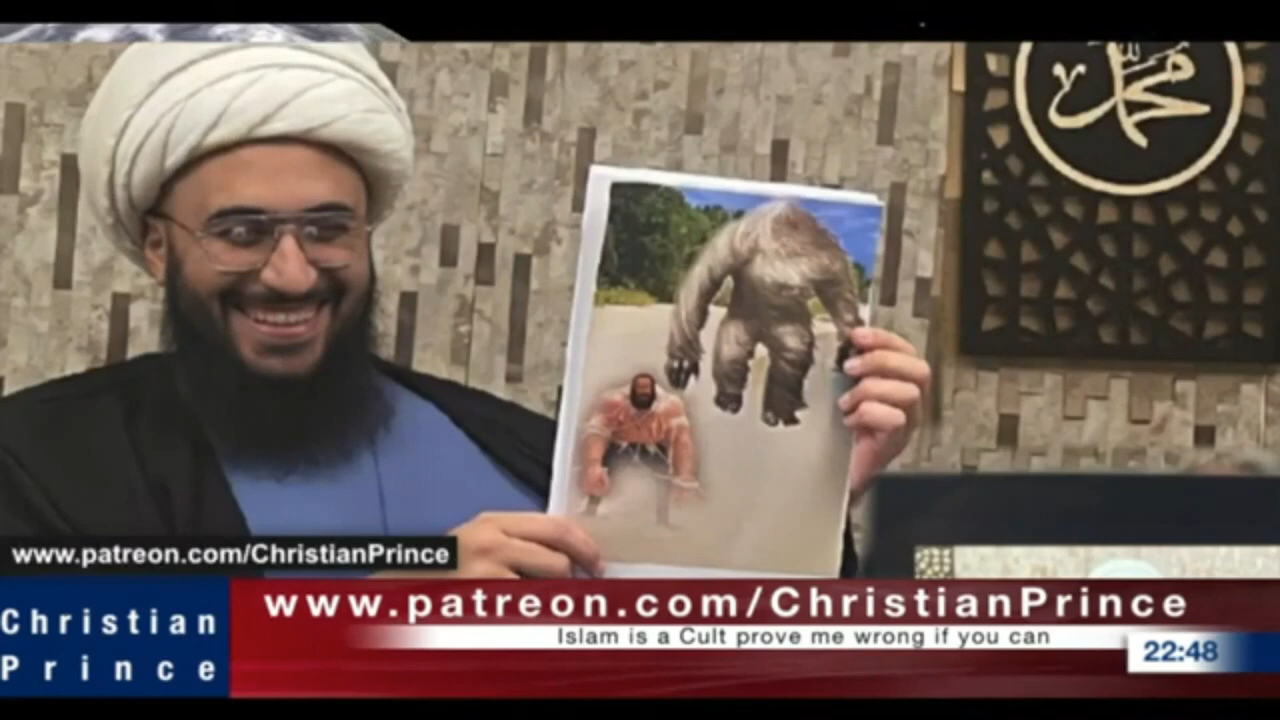 محمد
www.patreon.com/ChristianPrince
Christian
Prince
www.patreon.com/ChristianPrince
Islam is a Cult prove me wrong if you can
22:48